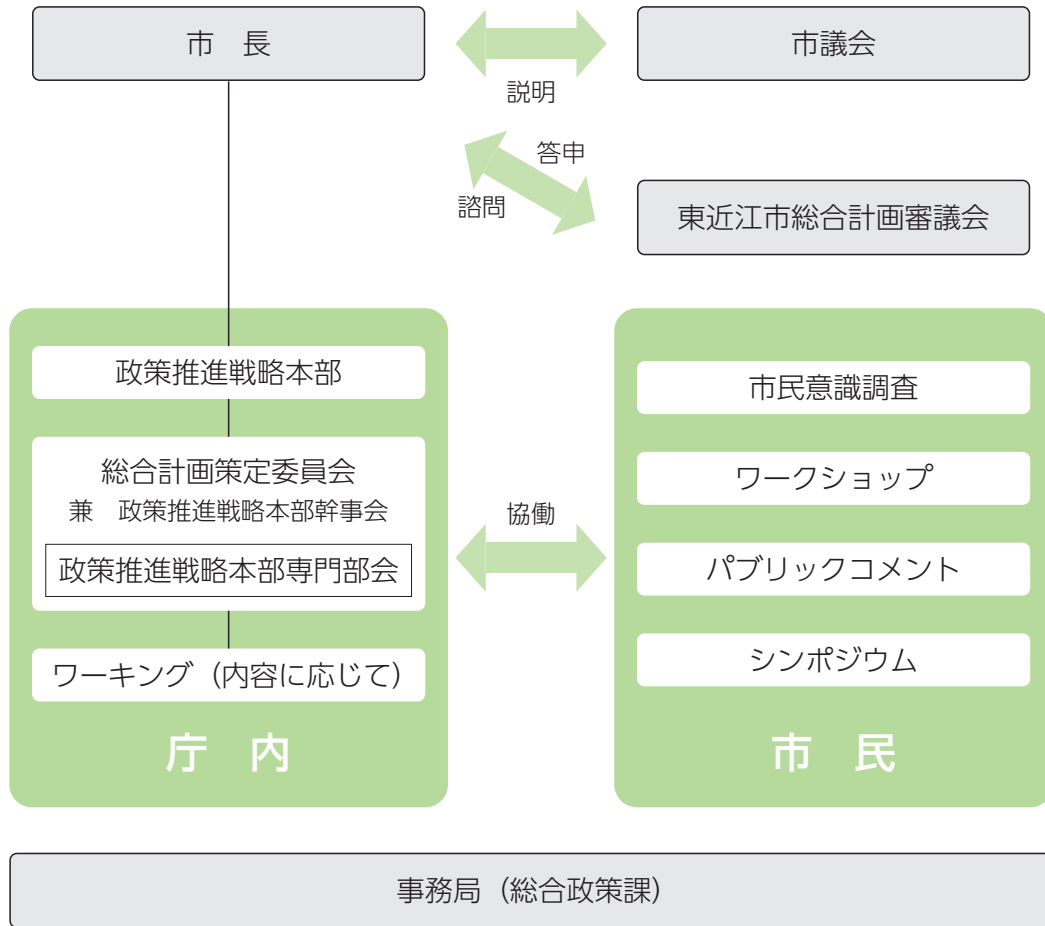 市　長
市議会
説明
答申
諮問
東近江市総合計画審議会
政策推進戦略本部
総合計画策定委員会
兼　政策推進戦略本部幹事会
政策推進戦略本部専門部会
ワーキング（内容に応じて）
庁　内
協働
市民意識調査
ワークショップ
パブリックコメント
シンポジウム
市　民
事務局（総合政策課）